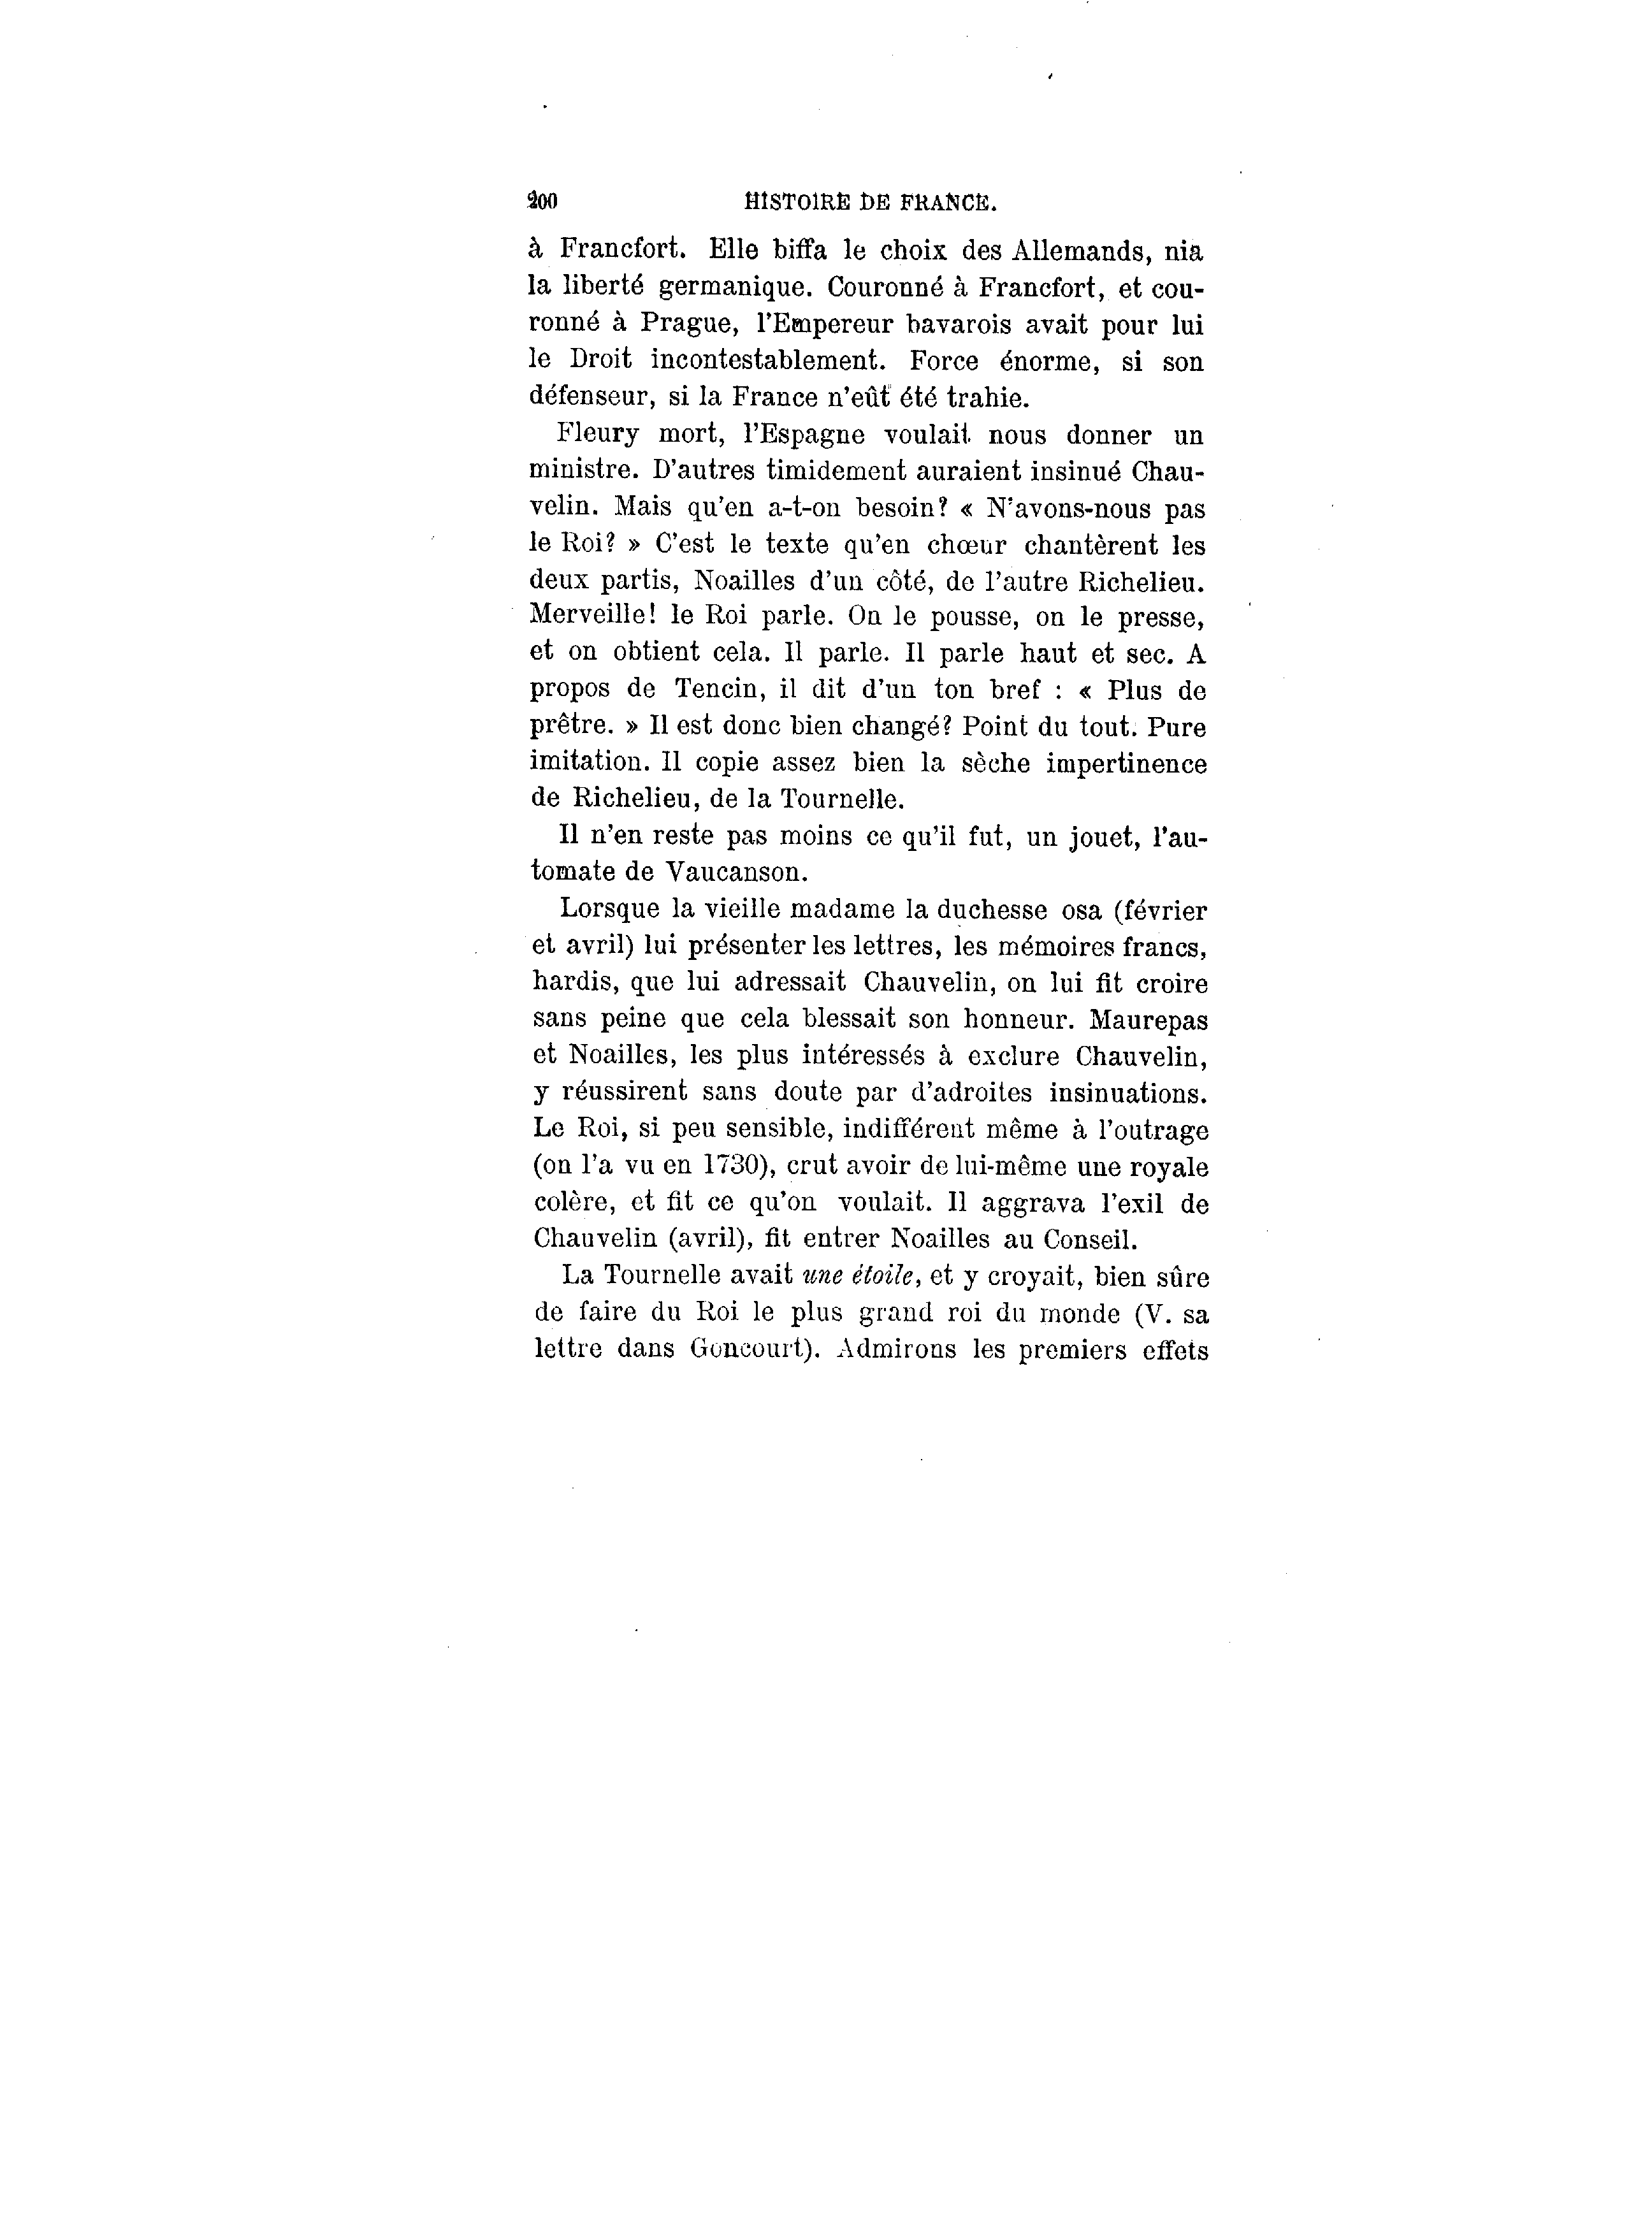 200 HISTOIRE DE FRANCE.
à Francfort. Elle biffa le choix des Allemands, nia
la liberté germanique. Couronné à Francfort, et cou-
ronné à Prague, l'Empereur bavarois avait pour lui
le Droit incontestablement. Force énorme, si son
défenseur, si la France n'eût été trahie.
Fleury mort, l'Espagne voulait nous donner un
ministre. D'autres timidement auraient insinué Chau-
velin. Mais qu'en a-t-on besoin? « N'avons-nous pas
le Roi? » C'est le texte qu'en chœur chantèrent les
deux partis, Noailles d'un côté, de l'autre Richelieu.
Merveille! le Roi parle. On le pousse, on le presse,
et on obtient cela. Il parle. Il parle haut et sec. A
propos de Tencin, il dit d'un ton bref : « Plus de
prêtre. » Il est donc bien changé? Point du tout. Pure
imitation. Il copie assez bien la sèche impertinence
de Richelieu, de la Tournelle.
Il n'en reste pas moins ce qu'il fut, un jouet, l'au-
tomate de Vaucanson.
Lorsque la vieille madame la duchesse osa (février
et avril) lui présenter les lettres, les mémoires francs,
hardis, que lui adressait Chauvelin, on lui fit croire
sans peine que cela blessait son honneur. Maurepas
et Noailles, les plus intéressés à exclure Chauvelin,
y réussirent sans doute par d'adroites insinuations.
Le Roi, si peu sensible, indifférent même à l'outrage
(on l'a vu en 1730), crut avoir de lui-même une royale
colère, et fit ce qu'on voulait. Il aggrava l'exil de
Chauvelin (avril), fit entrer Noailles au Conseil.
La Tournelle avait une étoile, et y croyait, bien sûre
de faire du Roi le plus grand roi du monde (V. sa
lettre dans Goncourt). Admirons les premiers effets